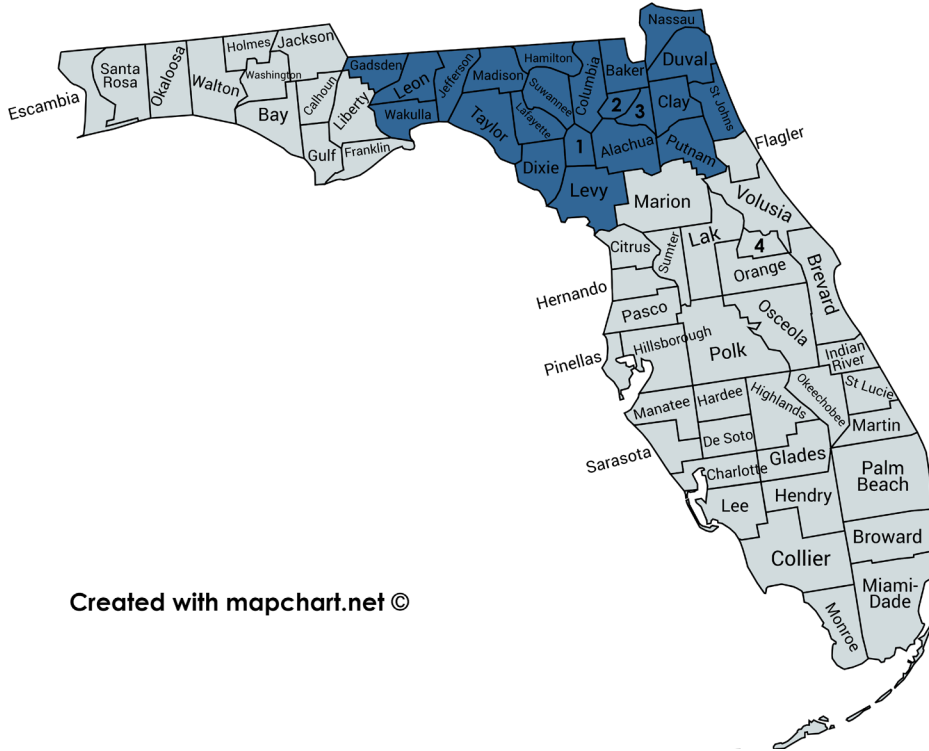 Nassau
Holmes
Jackson
Hamilton
Duval
Santa
Rosa
Okaloosa
Walton
Washington
Gadsden
Leon
Jefferson
Madison
Suwannee
Columbia
Baker
Escambia
Bay
Calhoun
Liberty
Wakulla
Taylor
Lafayette
2
3
Clay
St Johns
Gulf
Franklin
Dixie
1
Alachua
Putnam
Flagler
Levy
Marion
Volusia
Citrus
Sumter
Lak
4
Orange
Brevard
Hernando
Pasco
Osceola
Pinellas
Hillsborough
Polk
Indian
River
Manatee
Hardee
Highlands
Okeechobee
St Lucie
Sarasota
De Soto
Martin
Charlotte
Glades
Palm
Beach
Lee
Hendry
Broward
Collier
Miami-
Dade
Monroe
Created with mapchart.net ©